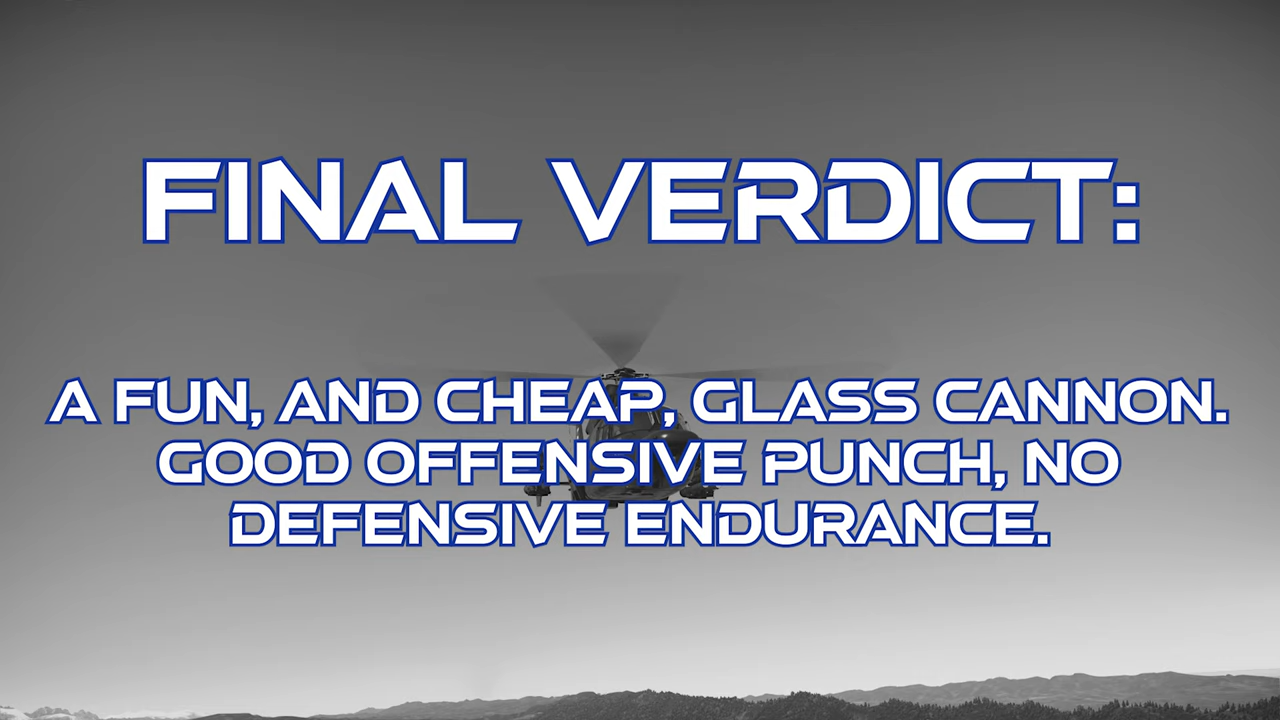 FINAL VERDICT:
A FUN, AND CHEAP, GLASS CANNON.
GOOD OFFENSIVE PUNCH, NO
DEFENSIVE ENDURANCE.